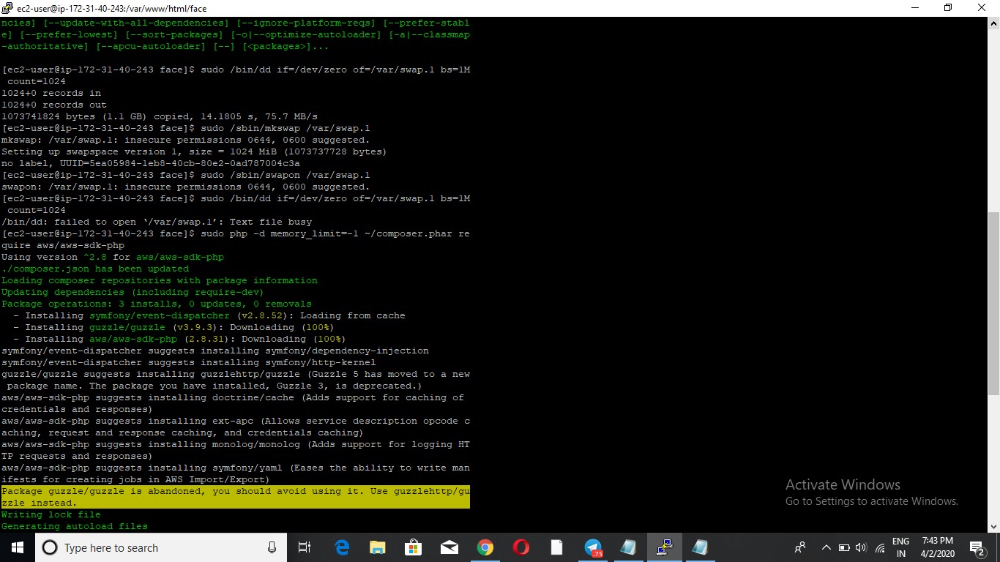 ec2-user@ip-172-31-40-243:/var/www/html/face
ncies] [--update-with-all-dependencies] [--ignore-platform-reqs] [--prefer-stabl
e] [--prefer-lowest] [--sort-packages] [-o|--optimize-autoloader] [-a|--classmap
-authoritative] [--apcu-autoloader] [--] [<packages>]...
[ec2-user@ip-172-31-40-243 face]$ sudo /bin/dd if=/dev/zero of=/var/swap.1 bs=1M
 count=1024
1024+0 records in
1024+0 records out
1073741824 bytes (1.1 GB) copied, 14.1805 s, 75.7 MB/s
[ec2-user@ip-172-31-40-243 face]$ sudo /sbin/mkswap /var/swap.1
mkswap: /var/swap.1: insecure permissions 0644, 0600 suggested.
Setting up swapspace version 1, size = 1024 MiB (1073737728 bytes)
no label, UUID=5ea05984-1eb8-40cb-80e2-0ad787004c3a
[ec2-user@ip-172-31-40-243 face]$ sudo /sbin/swapon /var/swap.1
swapon: /var/swap.1: insecure permissions 0644, 0600 suggested.
[ec2-user@ip-172-31-40-243 face]$ sudo /bin/dd if=/dev/zero of=/var/swap.1 bs=1M
 count=1024
/bin/dd: failed to open ‘/var/swap.1’: Text file busy
[ec2-user@ip-172-31-40-243 face]$ sudo php -d memory_limit=-1 ~/composer.phar re
quire aws/aws-sdk-php
Using version ^2.8 for aws/aws-sdk-php
./composer.json has been updated
Loading composer repositories with package information
Updating dependencies (including require-dev)
Package operations: 3 installs, 0 updates, 0 removals
  - Installing symfony/event-dispatcher (v2.8.52): Loading from cache
  - Installing guzzle/guzzle (v3.9.3): Downloading (100%)
  - Installing aws/aws-sdk-php (2.8.31): Downloading (100%)
symfony/event-dispatcher suggests installing symfony/dependency-injection
symfony/event-dispatcher suggests installing symfony/http-kernel
guzzle/guzzle suggests installing guzzlehttp/guzzle (Guzzle 5 has moved to a new
 package name. The package you have installed, Guzzle 3, is deprecated.)
aws/aws-sdk-php suggests installing doctrine/cache (Adds support for caching of
credentials and responses)
aws/aws-sdk-php suggests installing ext-apc (Allows service description opcode c
aching, request and response caching, and credentials caching)
aws/aws-sdk-php suggests installing monolog/monolog (Adds support for logging HT
TP requests and responses)
aws/aws-sdk-php suggests installing symfony/yaml (Eases the ability to write man
ifests for creating jobs in AWS Import/Export)
Package guzzle/guzzle is abandoned, you should avoid using it. Use guzzlehttp/gu
zzle instead.
Writing lock file
Generating autoload files
Activate Windows
Go to Settings to activate Windows.
Type here to search
.75
ENG
IN
7:43 PM
4/2/2020
2